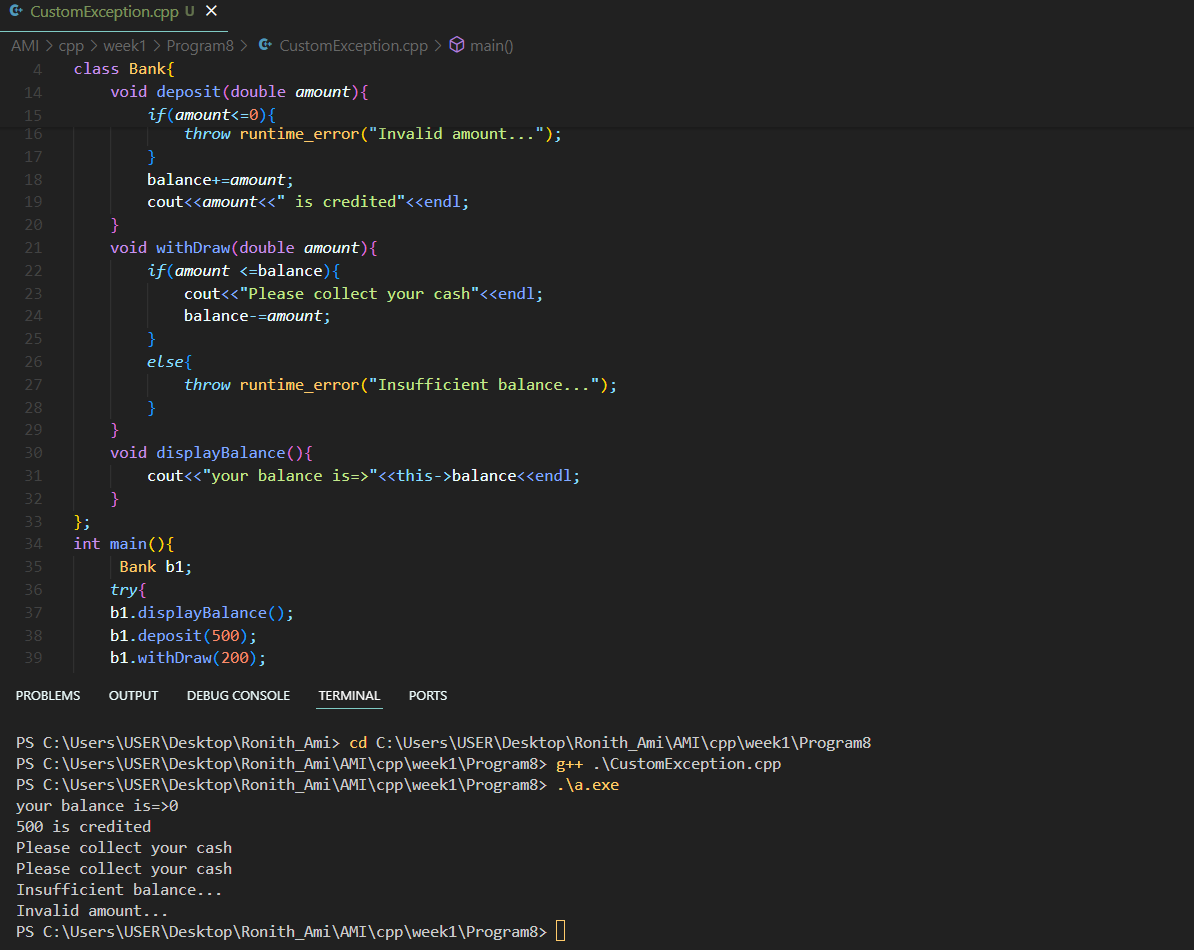 CustomException.cpp U ×
AMI > cpp > week1 > Program8 > CustomException.cpp > main()
4 class Bank{
14 void deposit(double amount){
15 if(amount<=0){
16 throw runtime_error("Invalid amount...");
17 }
18 balance+=amount;
19 cout<<amount<<" is credited"<<endl;
20 }
21 void withDraw(double amount){
22 if(amount <=balance){
23 cout<<"Please collect your cash"<<endl;
24 balance-=amount;
25 }
26 else{
27 throw runtime_error("Insufficient balance...");
28 }
29 }
30 void displayBalance(){
31 cout<<"your balance is=>"<<this->balance<<endl;
32 }
33 };
34 int main(){
35 Bank b1;
36 try{
37 b1.displayBalance();
38 b1.deposit(500);
39 b1.withDraw(200);
PROBLEMS OUTPUT DEBUG CONSOLE TERMINAL PORTS
PS C:\Users\USER\Desktop\Ronith_Ami> cd C:\Users\USER\Desktop\Ronith_Ami\AMI\cpp\week1\Program8
PS C:\Users\USER\Desktop\Ronith_Ami\AMI\cpp\week1\Program8> g++ .\CustomException.cpp
PS C:\Users\USER\Desktop\Ronith_Ami\AMI\cpp\week1\Program8> .\a.exe
your balance is=>0
500 is credited
Please collect your cash
Please collect your cash
Insufficient balance...
Invalid amount...
PS C:\Users\USER\Desktop\Ronith_Ami\AMI\cpp\week1\Program8>